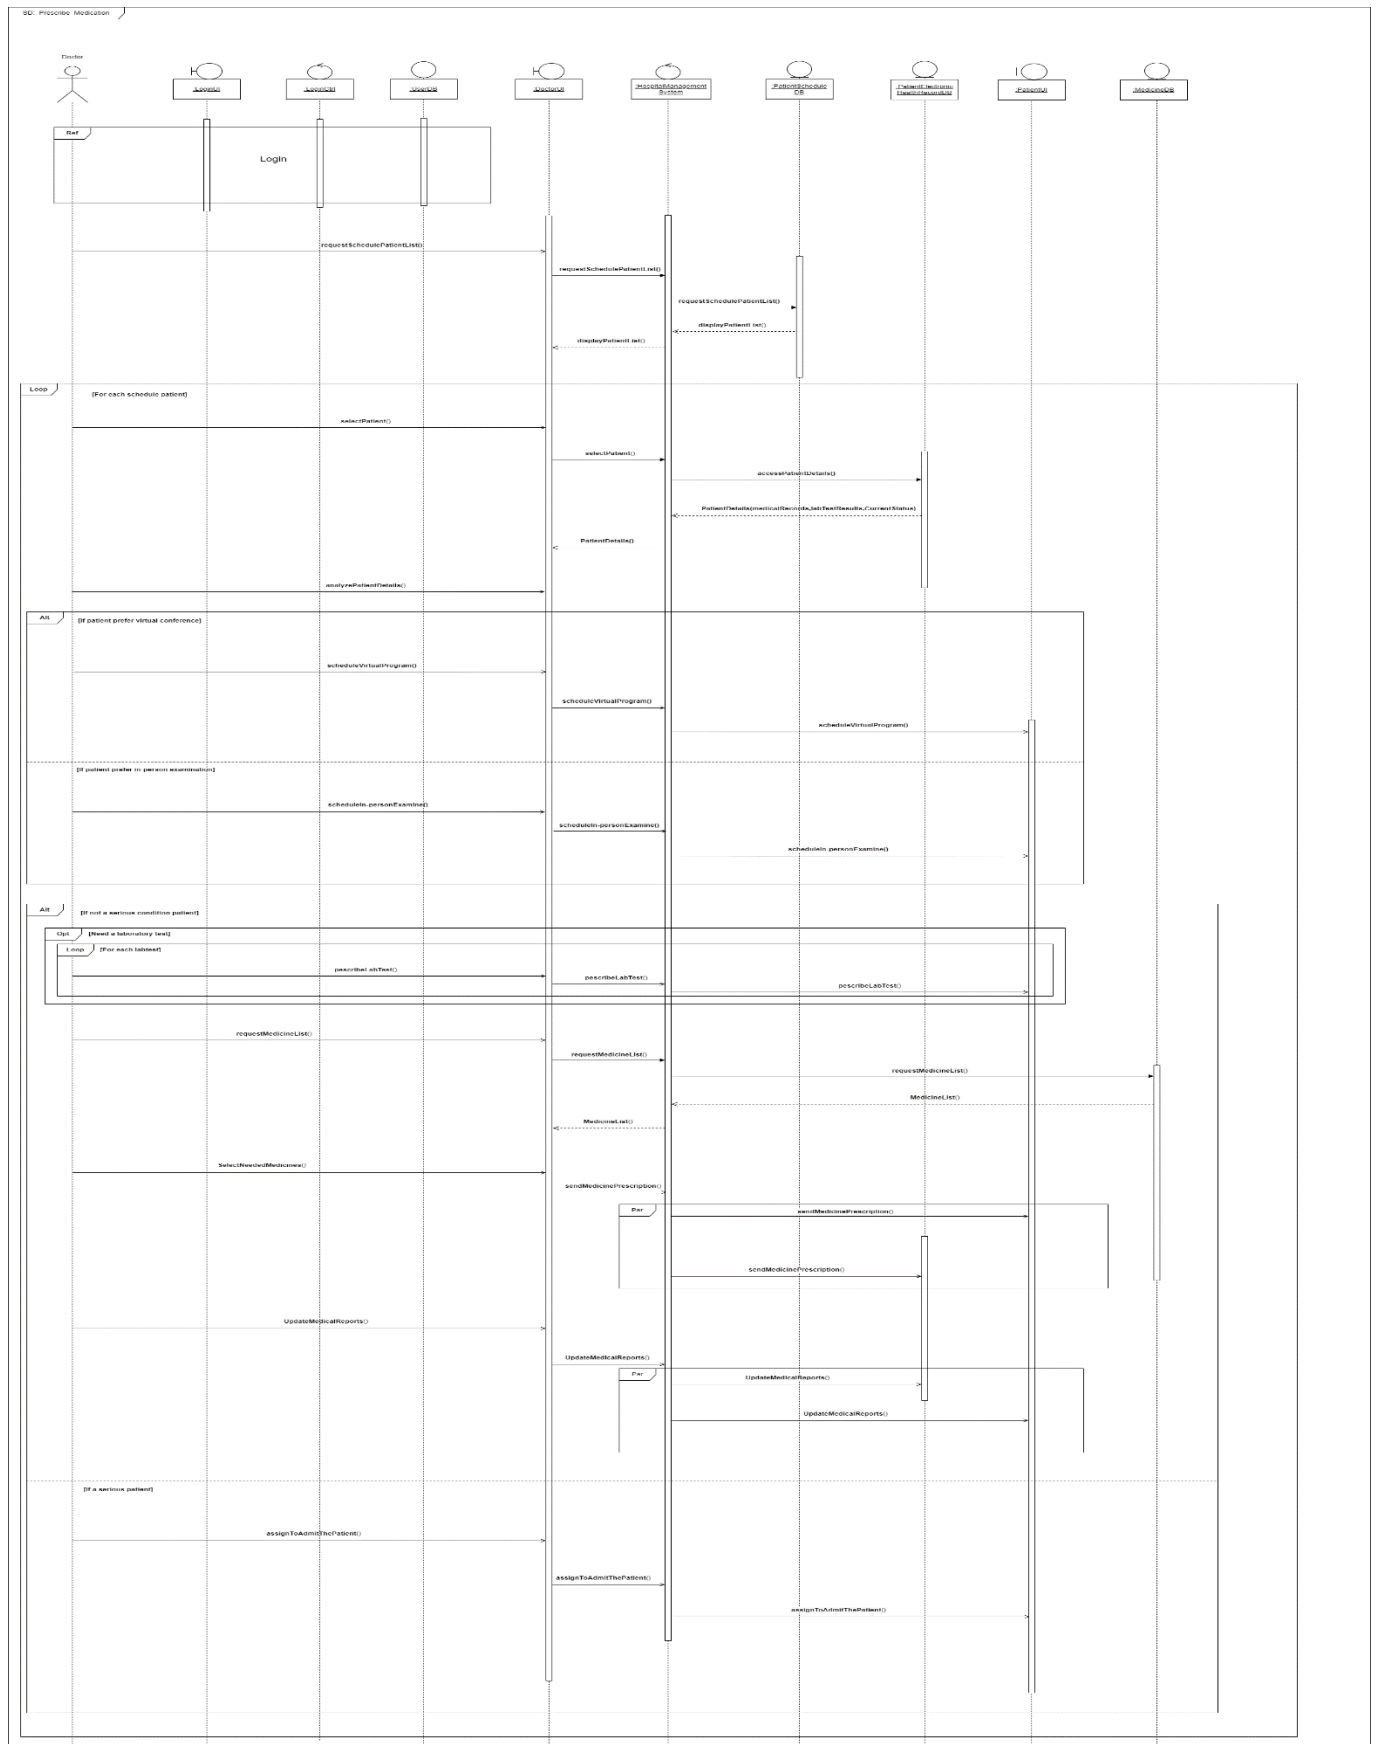 SD: Prescribe Medication
Doctor
:LoginUI
:LoginCtrl
:UserDB
:DoctorUI
:HospitalManagement
System
:PatientSchedule
DB
:PatientElectronic
HealthRecordDB
:PatientUI
:MedicineDB
Ref
LogIn
requestSchedulePatientList()
requestSchedulePatientList()
requestSchedulePatientList()
displayPatientList()
displayPatientList()
Loop
[For each schedule patient]
selectPatient()
selectPatient()
accessPatientDetails()
PatientDetails(medicalRecords,labTestResults,CurrentStatus)
PatientDetails()
analyzePatientDetails()
Alt
[If patient prefer virtual conference]
scheduleVirtualProgram()
scheduleVirtualProgram()
scheduleVirtualProgram()
[If patient prefer in person examination]
scheduleIn-personExamine()
scheduleIn-personExamine()
scheduleIn-personExamine()
Alt
[If not a serious condition patient]
Opt
[Need a laboratory test]
Loop
[For each labtest]
pescribeLabTest()
pescribeLabTest()
pescribeLabTest()
requestMedicineList()
requestMedicineList()
requestMedicineList()
MedicineList()
MedicineList()
SelectNeededMedicines()
sendMedicinePrescription()
Par
sendMedicinePrescription()
sendMedicinePrescription()
UpdateMedicalReports()
UpdateMedicalReports()
Par
UpdateMedicalReports()
UpdateMedicalReports()
[If a serious patient]
assignToAdmitThePatient()
assignToAdmitThePatient()
assignToAdmitThePatient()